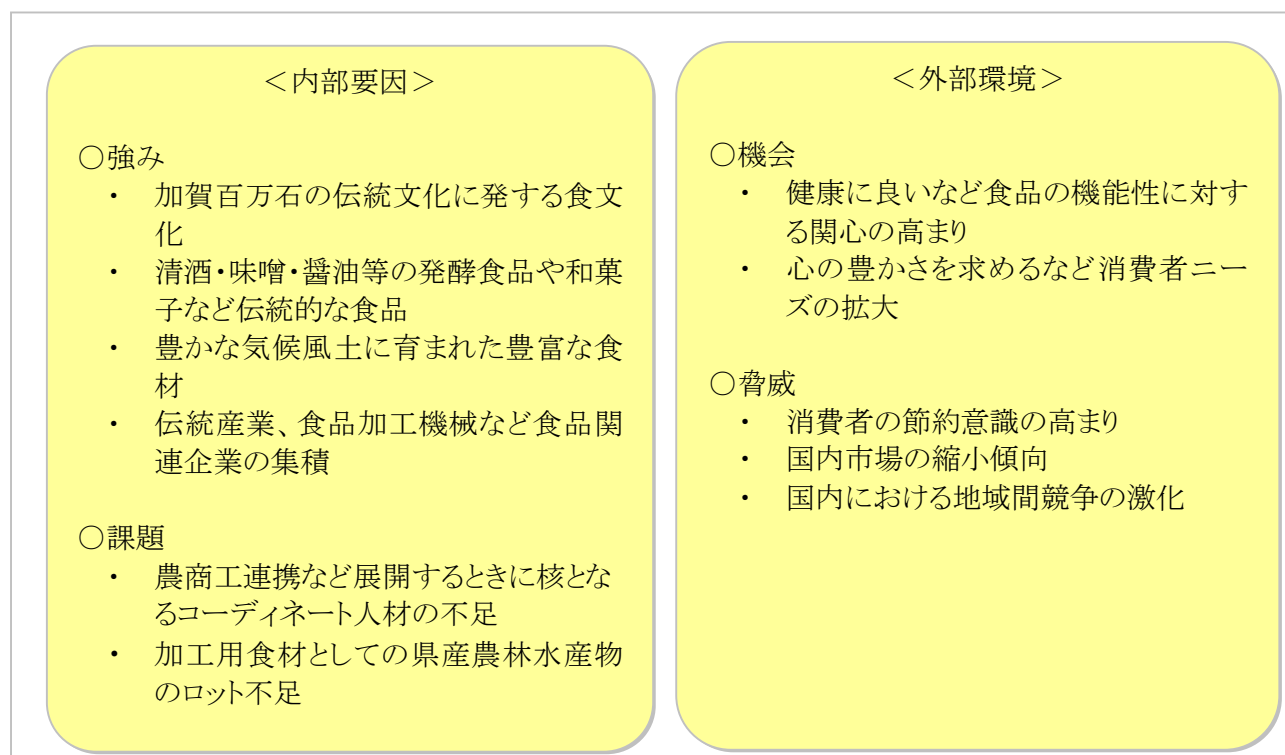 ＜内部要因＞
○強み
・ 加賀百万石の伝統文化に発する食文
化
・ 清酒・味噌・醤油等の発酵食品や和菓
子など伝統的な食品
・ 豊かな気候風土に育まれた豊富な食
材
・ 伝統産業、食品加工機械など食品関
連企業の集積
○課題
・ 農商工連携など展開するときに核とな
るコーディネート人材の不足
・ 加工用食材としての県産農林水産物
のロット不足
＜外部環境＞
○機会
・ 健康に良いなど食品の機能性に対す
る関心の高まり
・ 心の豊かさを求めるなど消費者ニー
ズの拡大
○脅威
・ 消費者の節約意識の高まり
・ 国内市場の縮小傾向
・ 国内における地域間競争の激化